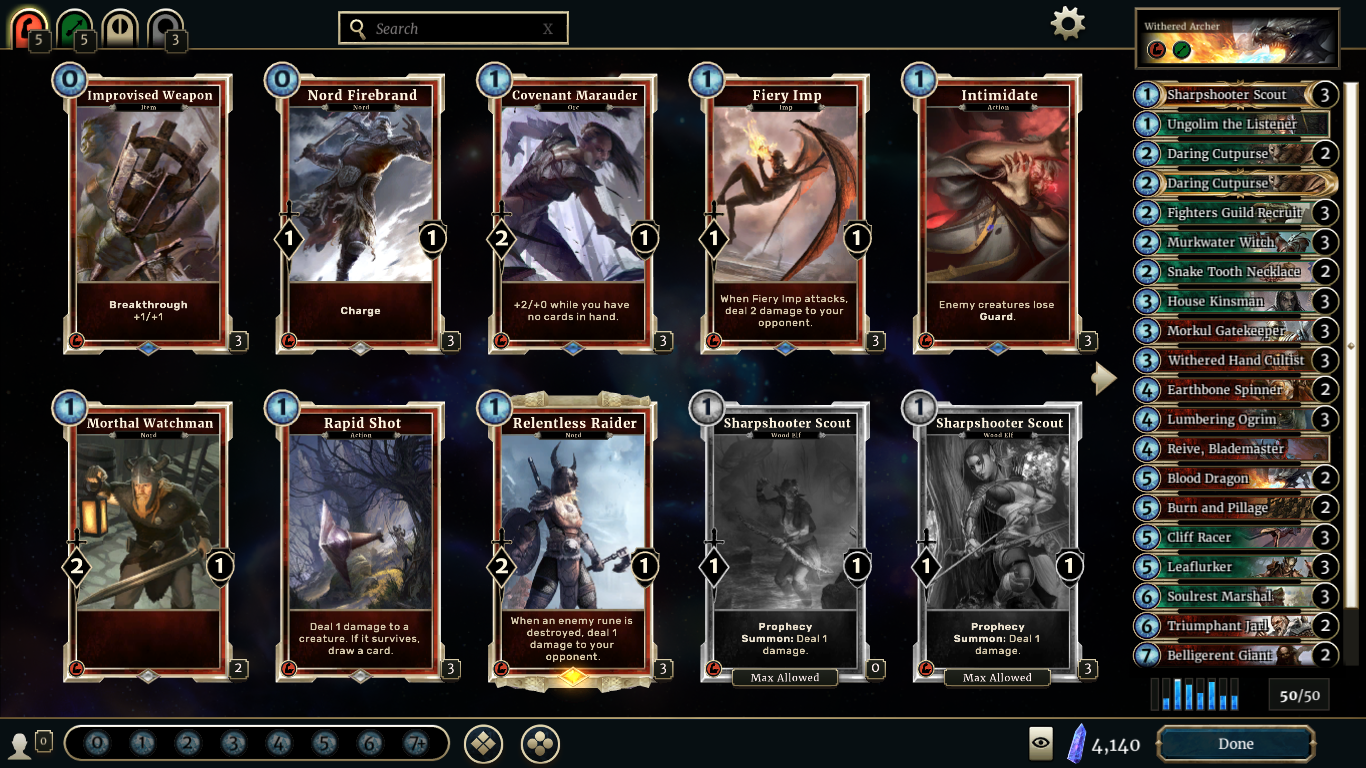 5
5
3
Search
X
Withered Archer
0
Improvised Weapon
Item
Breakthrough
+1/+1
3
0
Nord Firebrand
Nord
1
1
Charge
3
1
Covenant Marauder
Orc
2
1
+2/+0 while you have
no cards in hand.
3
1
Fiery Imp
Imp
1
1
When Fiery Imp attacks,
deal 2 damage to your
opponent.
3
1
Intimidate
Action
Enemy creatures lose
Guard.
3
1
Morthal Watchman
Nord
2
1
2
1
Rapid Shot
Action
Deal 1 damage to a
creature. If it survives,
draw a card.
3
1
Relentless Raider
Nord
2
1
When an enemy rune is
destroyed, deal 1
damage to your
opponent.
3
1
Sharpshooter Scout
Wood Elf
1
1
Prophecy
Summon: Deal 1
damage.
0
Max Allowed
1
Sharpshooter Scout
Wood Elf
1
1
Prophecy
Summon: Deal 1
damage.
3
Max Allowed
1 Sharpshooter Scout 3
1 Ungolim the Listener
2 Daring Cutpurse 2
2 Daring Cutpurse
2 Fighters Guild Recruit 3
2 Murkwater Witch 3
2 Snake Tooth Necklace 2
3 House Kinsman 3
3 Morkul Gatekeeper 3
3 Withered Hand Cultist 3
4 Earthbone Spinner 2
4 Lumbering Ogrim 3
4 Reive, Blademaster
5 Blood Dragon 2
5 Burn and Pillage 2
5 Cliff Racer 3
5 Leaflurker 3
6 Soulrest Marshal 3
6 Triumphant Jarl 2
7 Belligerent Giant 2
50/50
0
0 1 2 3 4 5 6 7+
4,140
Done